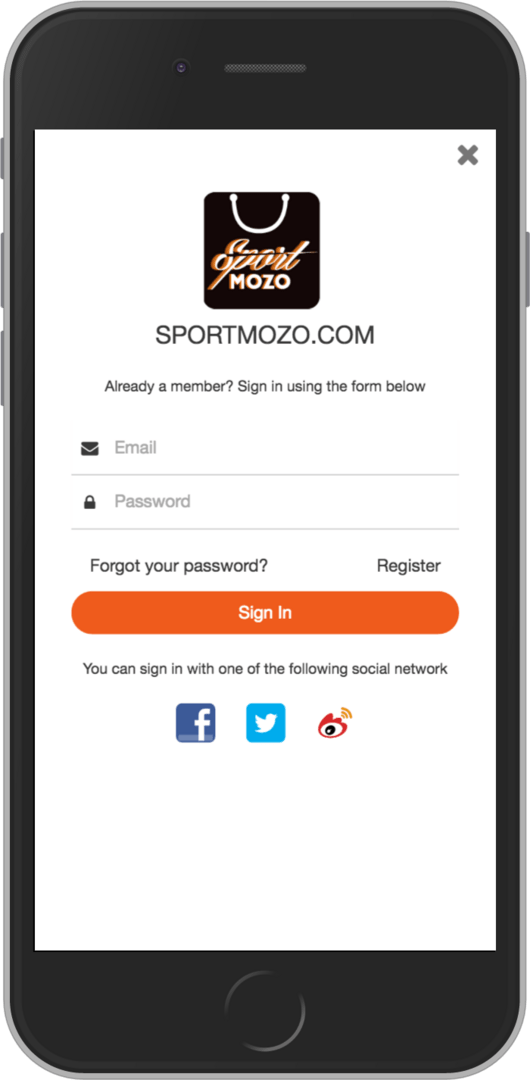 Sport
MOZO
SPORTMOZO.COM
Already a member? Sign in using the form below
Email
Password
Forgot your password? Register
Sign In
You can sign in with one of the following social network